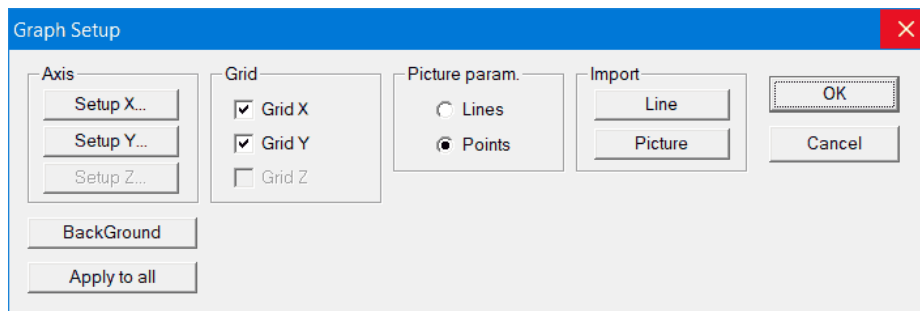 Graph Setup
Axis
Setup X...
Setup Y...
Setup Z...
Grid
Grid X
Grid Y
Grid Z
Picture param.
Lines
Points
Import
Line
Picture
OK
Cancel
BackGround
Apply to all